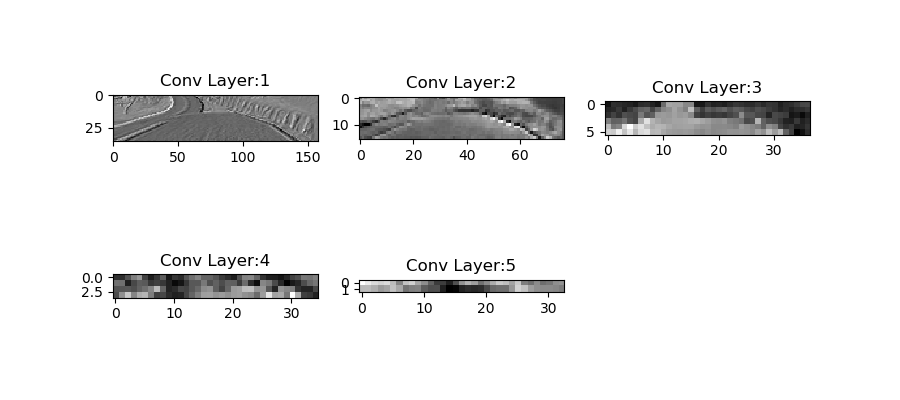 Conv Layer:1
Conv Layer:2
Conv Layer:3
0
25
0 50 100 150
0
10
0 20 40 60
0
5
0 10 20 30
Conv Layer:4
Conv Layer:5
0.0
2.5
0 10 20 30
0
1
0 10 20 30